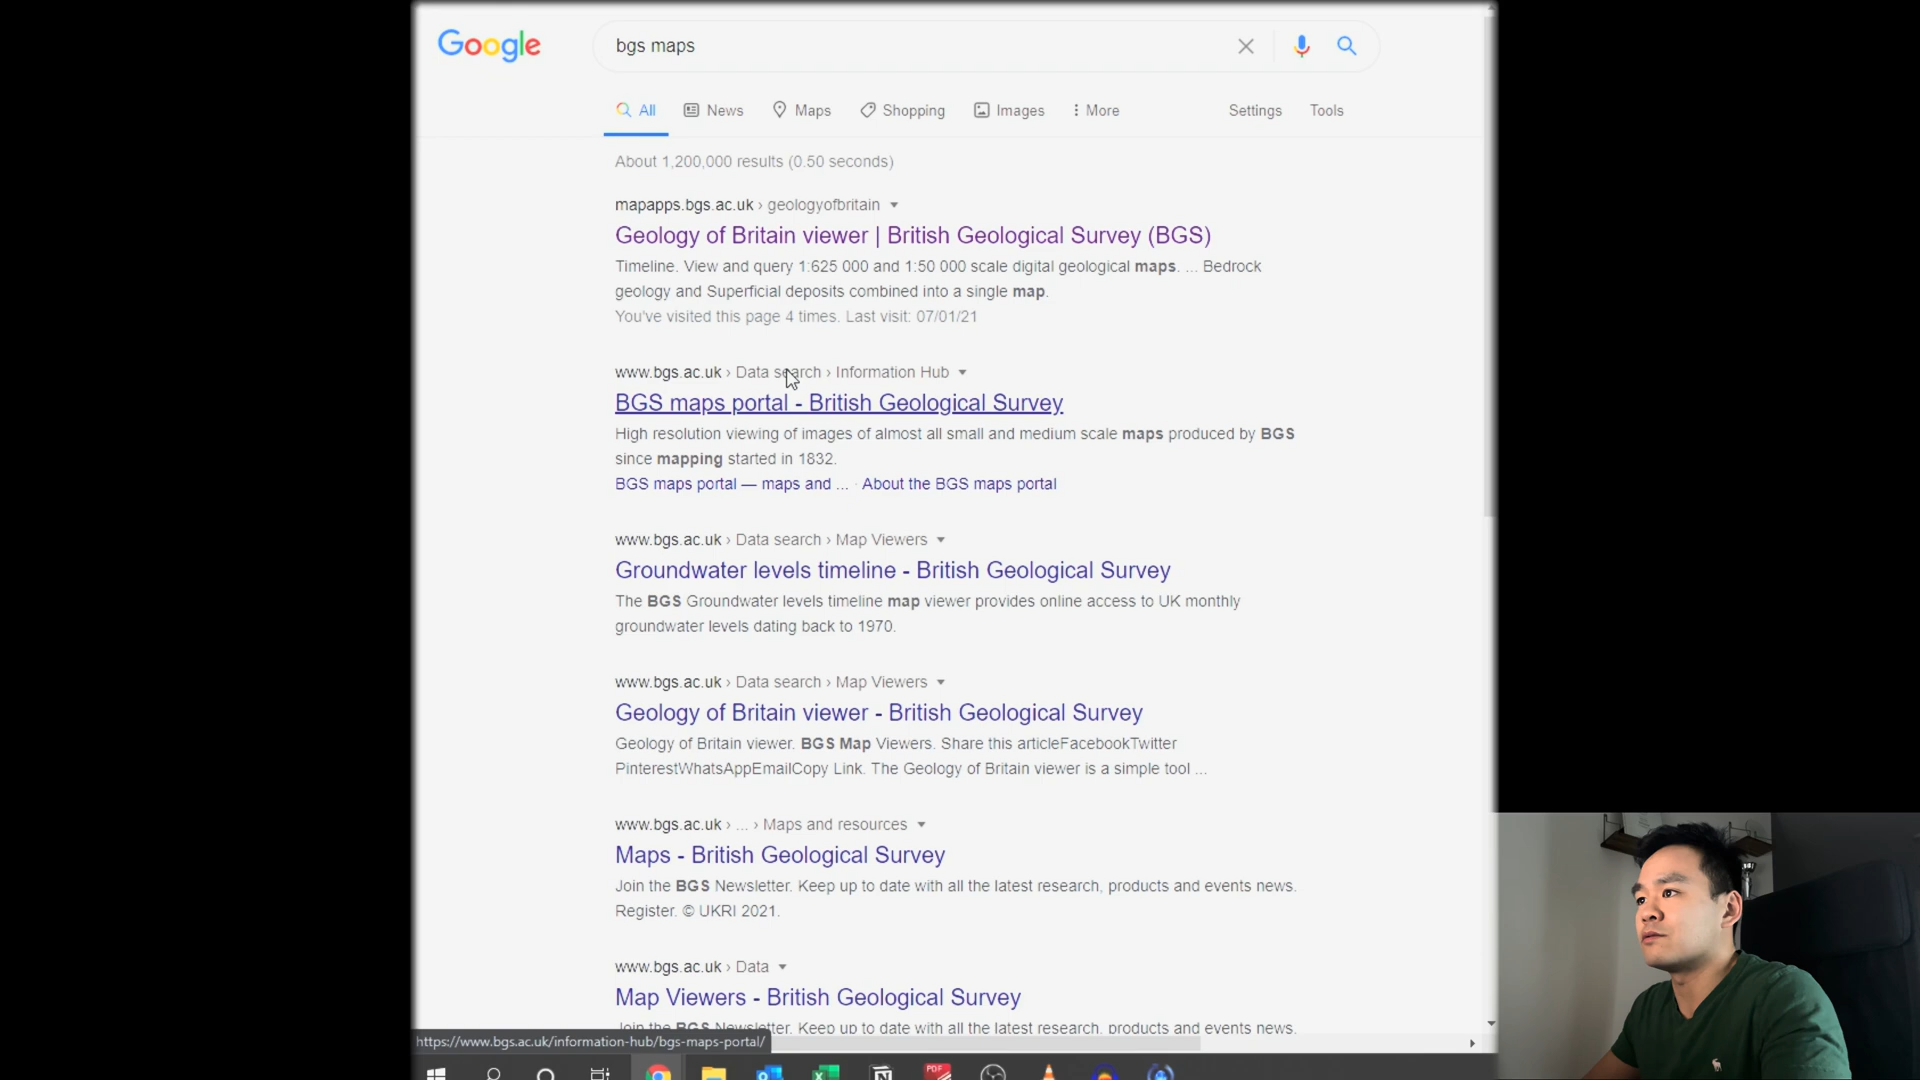 Google
bgs maps
All News Maps Shopping Images More Settings Tools
About 1,200,000 results (0.50 seconds)
mapapps.bgs.ac.uk › geologyofbritain
Geology of Britain viewer | British Geological Survey (BGS)
Timeline. View and query 1:625 000 and 1:50 000 scale digital geological maps. ... Bedrock
geology and Superficial deposits combined into a single map.
You've visited this page 4 times. Last visit: 07/01/21
www.bgs.ac.uk › Data search › Information Hub
BGS maps portal - British Geological Survey
High resolution viewing of images of almost all small and medium scale maps produced by BGS
since mapping started in 1832.
BGS maps portal — maps and ... · About the BGS maps portal
www.bgs.ac.uk › Data search › Map Viewers
Groundwater levels timeline - British Geological Survey
The BGS Groundwater levels timeline map viewer provides online access to UK monthly
groundwater levels dating back to 1970.
www.bgs.ac.uk › Data search › Map Viewers
Geology of Britain viewer - British Geological Survey
Geology of Britain viewer. BGS Map Viewers. Share this articleFacebookTwitter
PinterestWhatsAppEmailCopy Link. The Geology of Britain viewer is a simple tool ...
www.bgs.ac.uk › ... › Maps and resources
Maps - British Geological Survey
Join the BGS Newsletter. Keep up to date with all the latest research, products and events news.
Register. © UKRI 2021.
www.bgs.ac.uk › Data
Map Viewers - British Geological Survey
Join the BGS Newsletter. Keep up to date with all the latest research, products and events news.
https://www.bgs.ac.uk/information-hub/bgs-maps-portal/
PDF